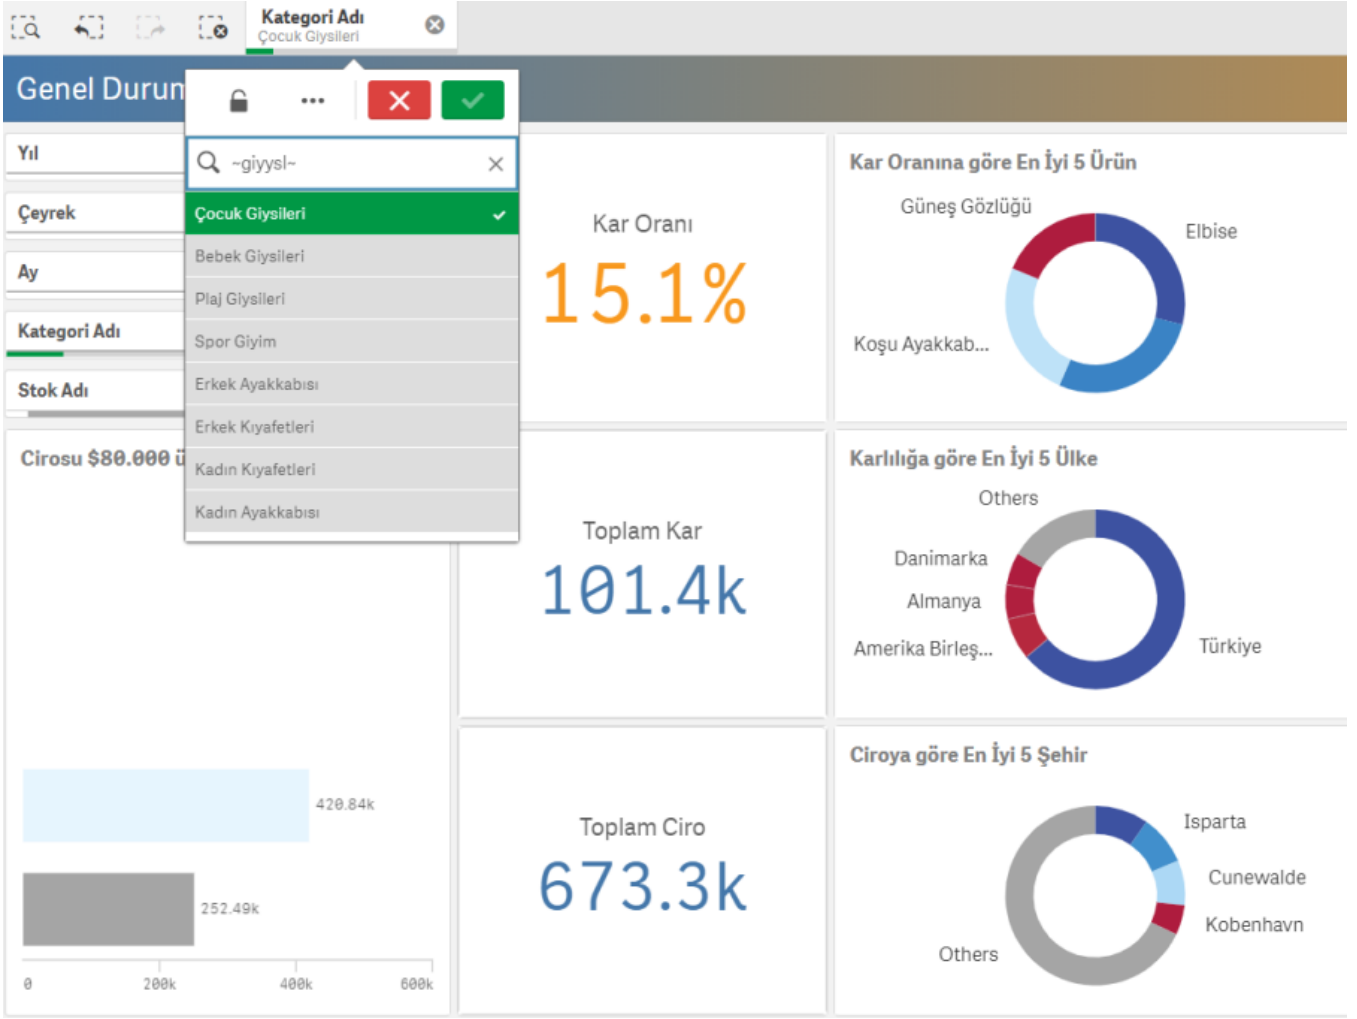 Kategori Adı
Çocuk Giysileri
Genel Durum
~giyysl~
Yıl
Çeyrek
Ay
Kategori Adı
Stok Adı
Çocuk Giysileri
Bebek Giysileri
Plaj Giysileri
Spor Giyim
Erkek Ayakkabısı
Erkek Kıyafetleri
Kadın Kıyafetleri
Kadın Ayakkabısı
Kar Oranı
15.1%
Kar Oranına göre En İyi 5 Ürün
Güneş Gözlüğü
Elbise
Koşu Ayakkab...
Cirosu $80.000 ü
420.84k
252.49k
0
200k
400k
600k
Toplam Kar
101.4k
Karlılığa göre En İyi 5 Ülke
Others
Danimarka
Almanya
Amerika Birleş...
Türkiye
Toplam Ciro
673.3k
Ciroya göre En İyi 5 Şehir
Isparta
Cunewalde
Kobenhavn
Others